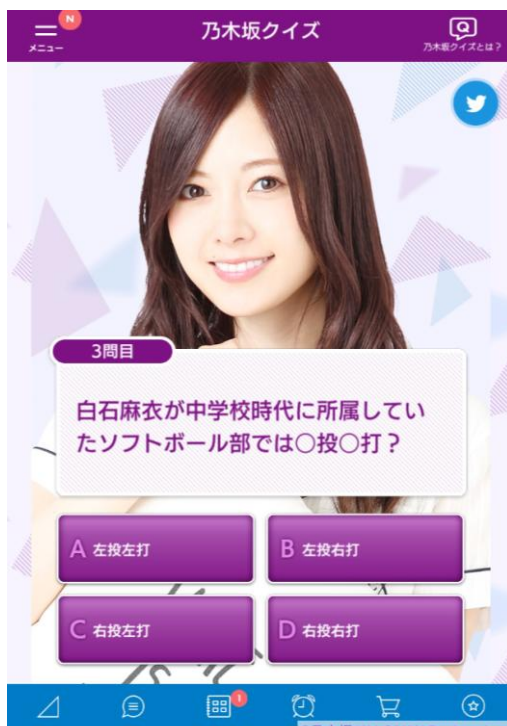 N
メニュー
乃木坂クイズ
Q
乃木坂クイズとは?
3問目
白石麻衣が中学校時代に所属してい
たソフトボール部では○投○打?
A 左投左打
B 左投右打
C 右投左打
D 右投右打
1